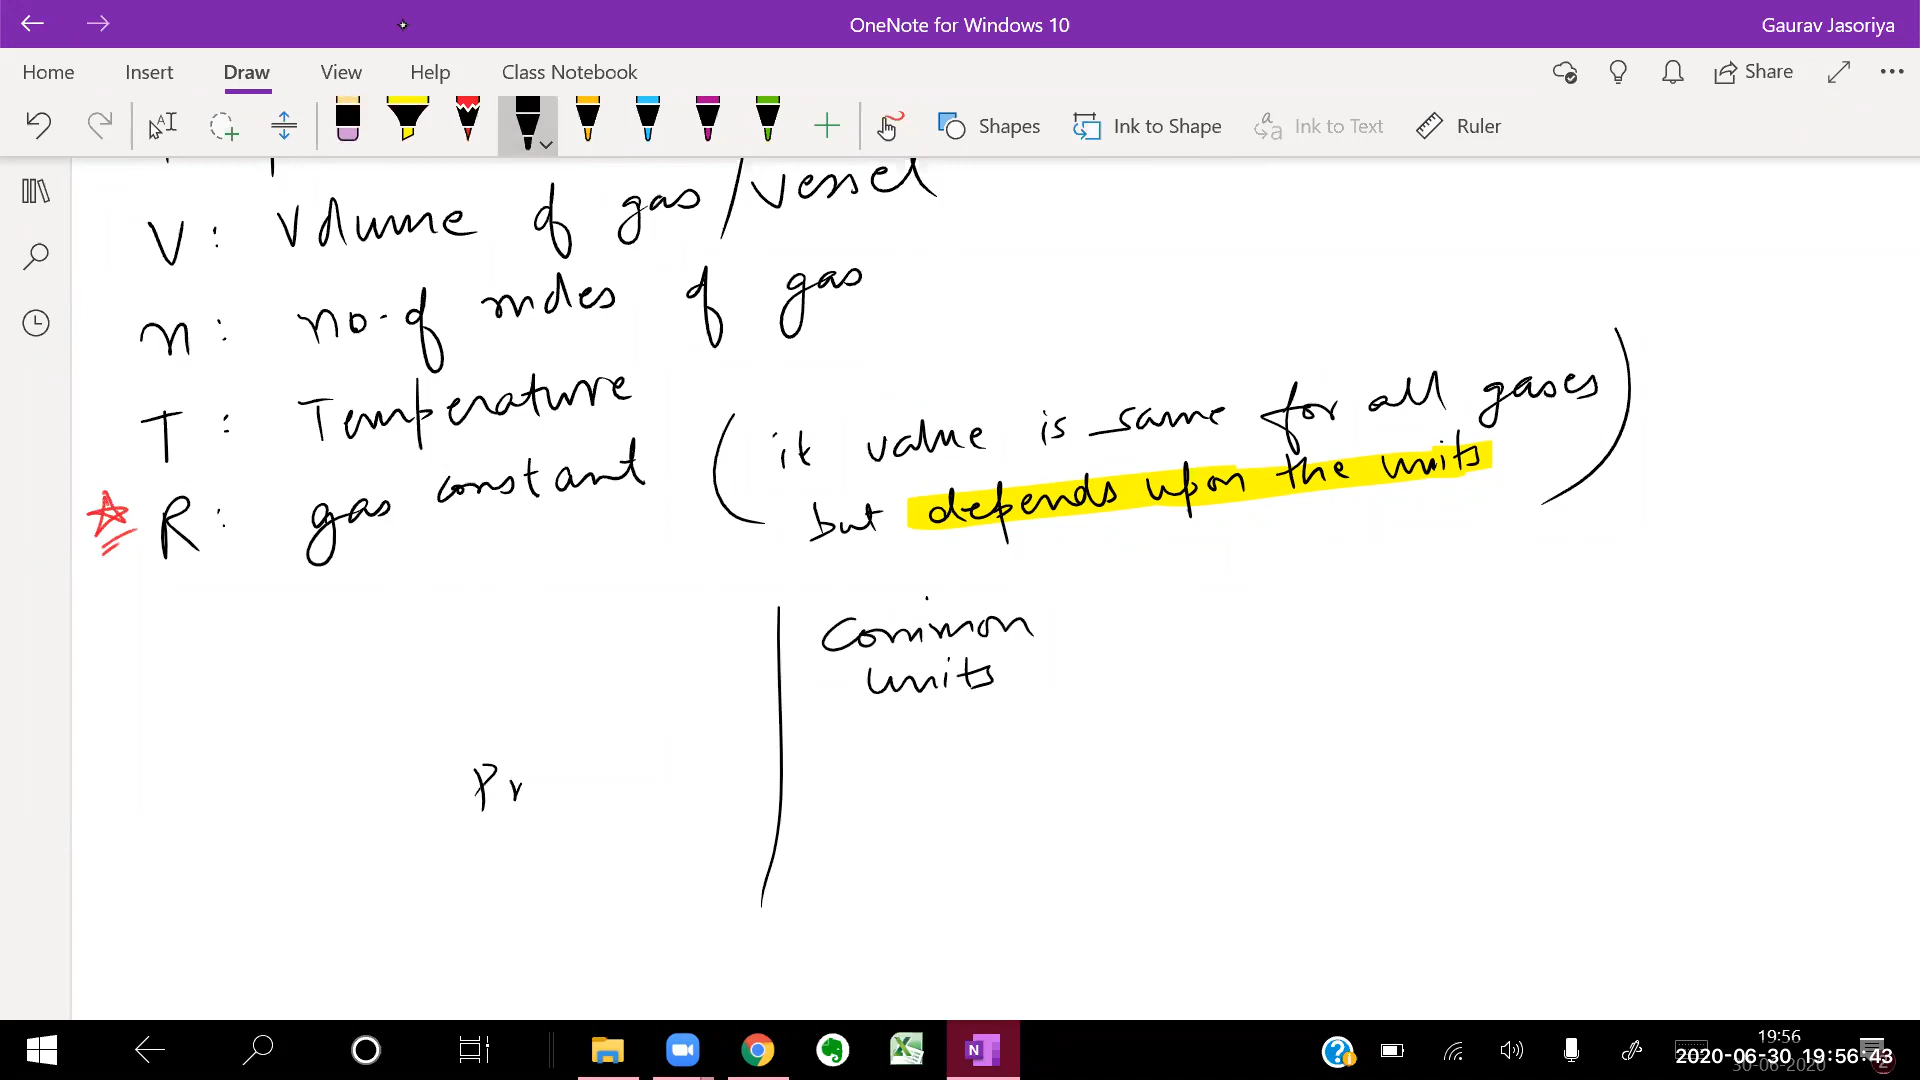 OneNote for Windows 10
Gaurav Jasoriya
Home Insert Draw View Help Class Notebook
Share
Shapes Ink to Shape Ink to Text Ruler
V : Volume of gas/vessel
n : no. of moles of gas
T : Temperature
R : gas constant (it value is same for all gases
but depends upon the units)
Common
units
Pr
19:56
2020-06-30 19:56:43
30-06-2020